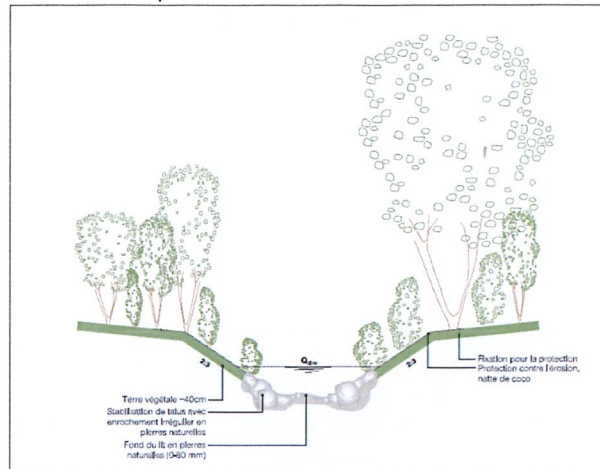 Q
2:3
2:3
Fixation pour la protection
Protection contre l'érosion,
natte de coco
Terre végétale ~40cm
Stabilisation de talus avec
enrochement irrégulier en
pierres naturelles
Fond du lit en pierres
naturelles (0-80 mm)